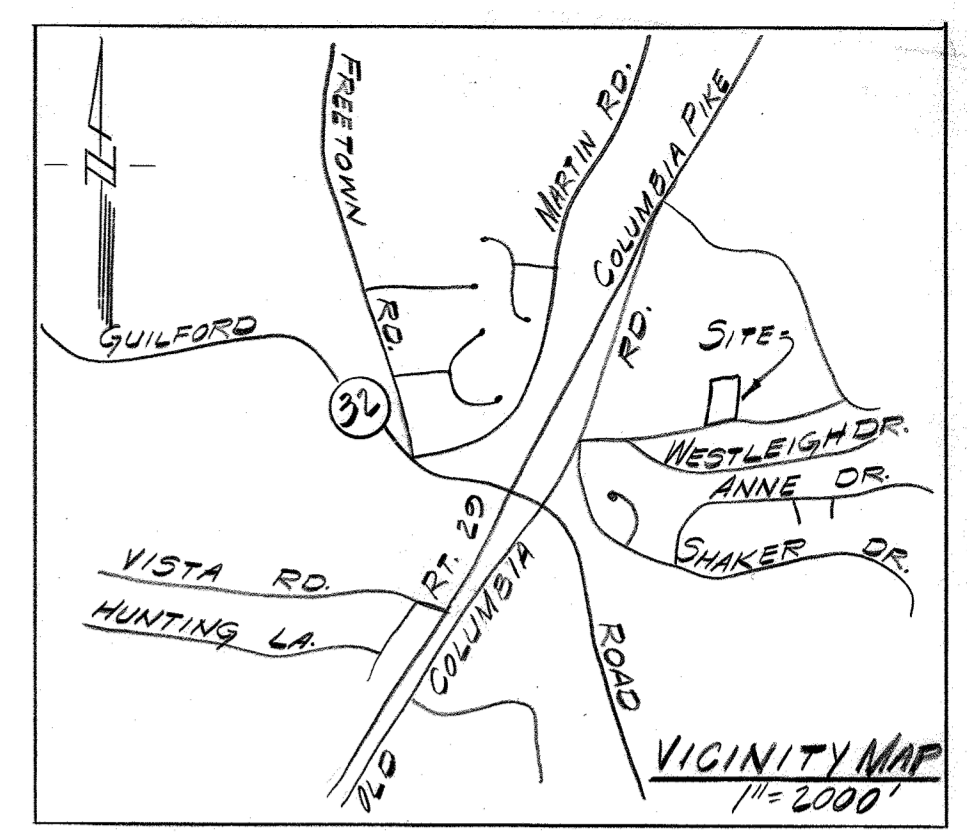 FREETOWN RD.
MARTIN RD.
COLUMBIA PIKE
N
GUILFORD
32
RD.
SITE
WESTLEIGH DR.
ANNE DR.
SHAKER DR.
RT. 29
VISTA RD.
HUNTING LA.
OLD COLUMBIA
ROAD
VICINITY MAP
1"= 2000'